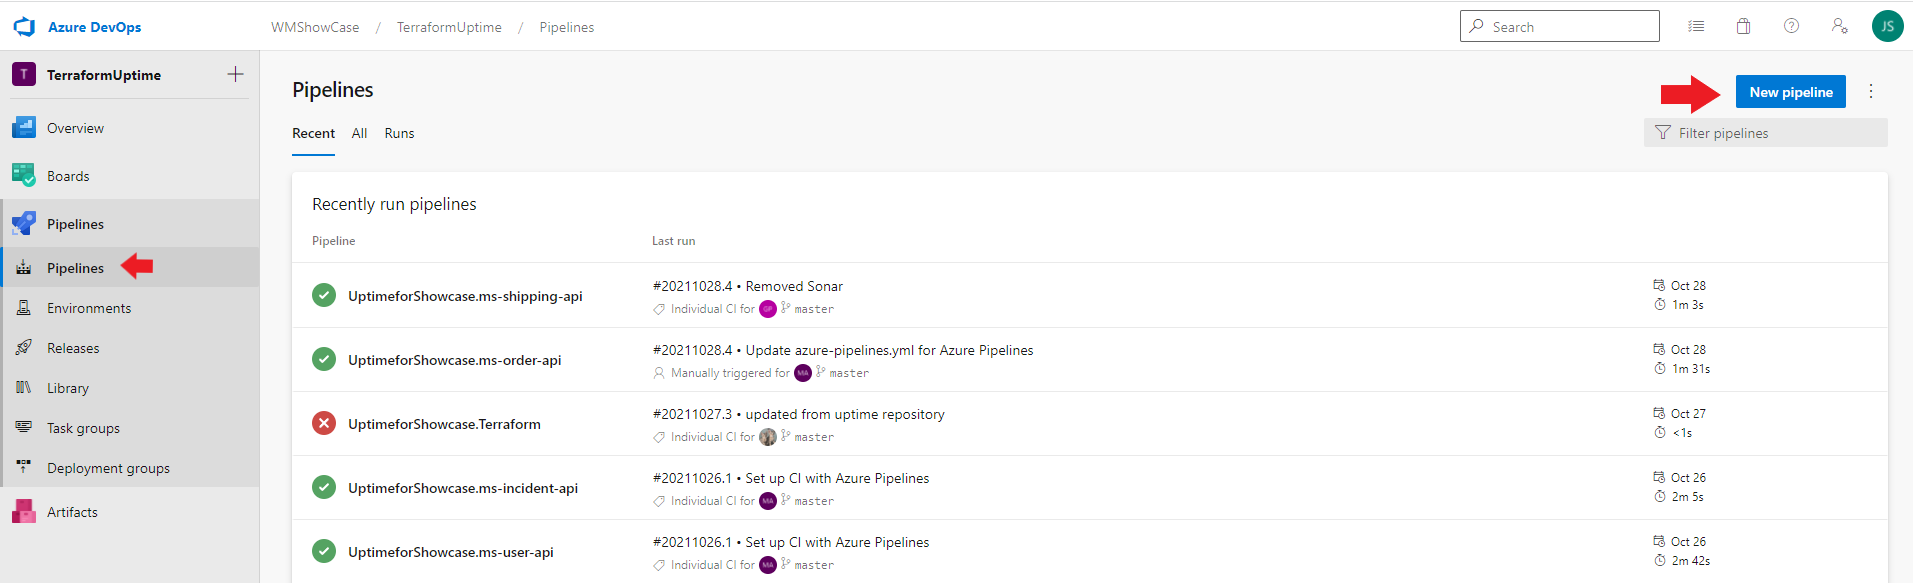 Azure DevOps
WMShowCase / TerraformUptime / Pipelines
Search
JS
T TerraformUptime
Overview
Boards
Pipelines
Pipelines
Environments
Releases
Library
Task groups
Deployment groups
Artifacts
Pipelines
New pipeline
Recent All Runs
Filter pipelines
Recently run pipelines
Pipeline Last run
UptimeforShowcase.ms-shipping-api
#20211028.4 • Removed Sonar
Individual CI for master
Oct 28
1m 3s
UptimeforShowcase.ms-order-api
#20211028.4 • Update azure-pipelines.yml for Azure Pipelines
Manually triggered for MA master
Oct 28
1m 31s
UptimeforShowcase.Terraform
#20211027.3 • updated from uptime repository
Individual CI for master
Oct 27
<1s
UptimeforShowcase.ms-incident-api
#20211026.1 • Set up CI with Azure Pipelines
Individual CI for MA master
Oct 26
2m 5s
UptimeforShowcase.ms-user-api
#20211026.1 • Set up CI with Azure Pipelines
Individual CI for MA master
Oct 26
2m 42s